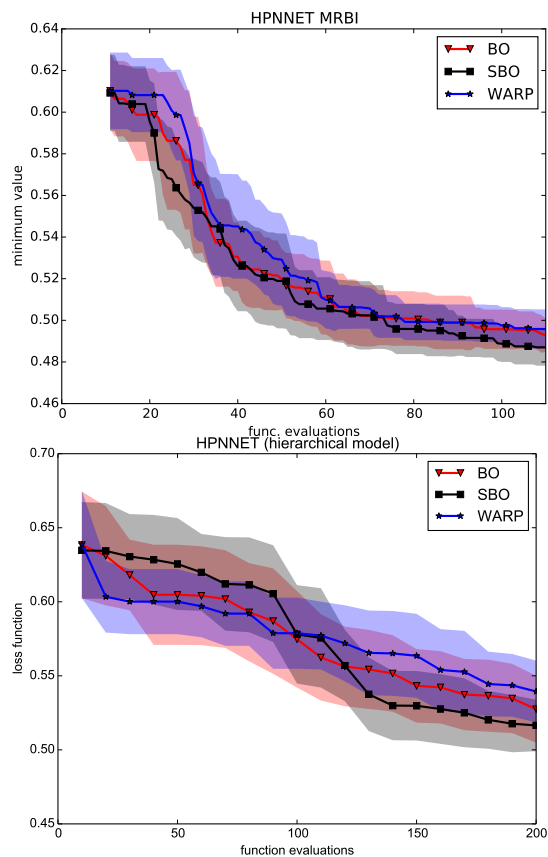 HPNNET MRBI
0.64
0.62
0.60
0.58
0.56
0.54
0.52
0.50
0.48
0.46
minimum value
BO
SBO
WARP
0 20 40 60 80 100
func. evaluations
HPNNET (hierarchical model)
0.70
0.65
0.60
0.55
0.50
0.45
loss function
BO
SBO
WARP
0 50 100 150 200
function evaluations